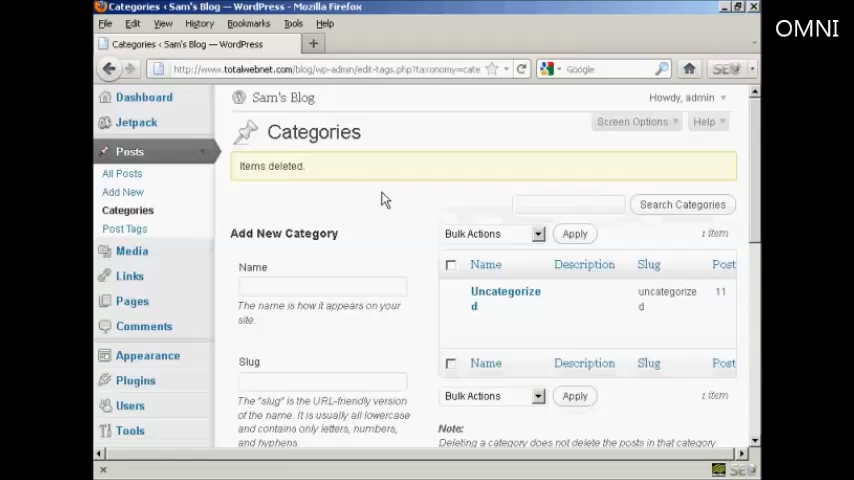 Categories ‹ Sam's Blog — WordPress - Mozilla Firefox
OMNI
File Edit View History Bookmarks Tools Help
Categories ‹ Sam's Blog — WordPress
http://www.totalwebnet.com/blog/wp-admin/edit-tags.php?taxonomy=cate
Google
SEO
Dashboard
Sam's Blog
Howdy, admin
Jetpack
Categories
Screen Options
Help
Posts
Items deleted.
All Posts
Add New
Categories
Post Tags
Search Categories
Add New Category
Bulk Actions
Apply
1 item
Media
Links
Pages
Comments
Appearance
Plugins
Users
Tools
Name
The name is how it appears on your
site.
Slug
The "slug" is the URL-friendly version
of the name. It is usually all lowercase
and contains only letters, numbers,
and hyphens.
Name Description Slug Post
Uncategorize
d
uncategorize
d
11
Name Description Slug Post
Bulk Actions
Apply
1 item
Note:
Deleting a category does not delete the posts in that category.
SEO